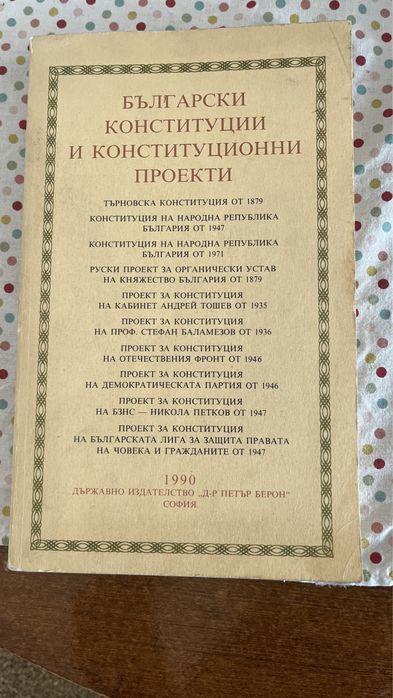 БЪЛГАРСКИ
КОНСТИТУЦИИ
И КОНСТИТУЦИОННИ
ПРОЕКТИ
ТЪРНОВСКА КОНСТИТУЦИЯ ОТ 1879
КОНСТИТУЦИЯ НА НАРОДНА РЕПУБЛИКА
БЪЛГАРИЯ ОТ 1947
КОНСТИТУЦИЯ НА НАРОДНА РЕПУБЛИКА
БЪЛГАРИЯ ОТ 1971
РУСКИ ПРОЕКТ ЗА ОРГАНИЧЕСКИ УСТАВ
НА КНЯЖЕСТВО БЪЛГАРИЯ ОТ 1879
ПРОЕКТ ЗА КОНСТИТУЦИЯ
НА КАБИНЕТ АНДРЕЙ ТОШЕВ ОТ 1935
ПРОЕКТ ЗА КОНСТИТУЦИЯ
НА ПРОФ. СТЕФАН БАЛАМЕЗОВ ОТ 1936
ПРОЕКТ ЗА КОНСТИТУЦИЯ
НА ОТЕЧЕСТВЕНИЯ ФРОНТ ОТ 1946
ПРОЕКТ ЗА КОНСТИТУЦИЯ
НА ДЕМОКРАТИЧЕСКАТА ПАРТИЯ ОТ 1946
ПРОЕКТ ЗА КОНСТИТУЦИЯ
НА БЗНС — НИКОЛА ПЕТКОВ ОТ 1947
ПРОЕКТ ЗА КОНСТИТУЦИЯ
НА БЪЛГАРСКАТА ЛИГА ЗА ЗАЩИТА ПРАВАТА
НА ЧОВЕКА И ГРАЖДАНИТЕ ОТ 1947
1990
ДЪРЖАВНО ИЗДАТЕЛСТВО „Д-Р ПЕТЪР БЕРОН"
СОФИЯ